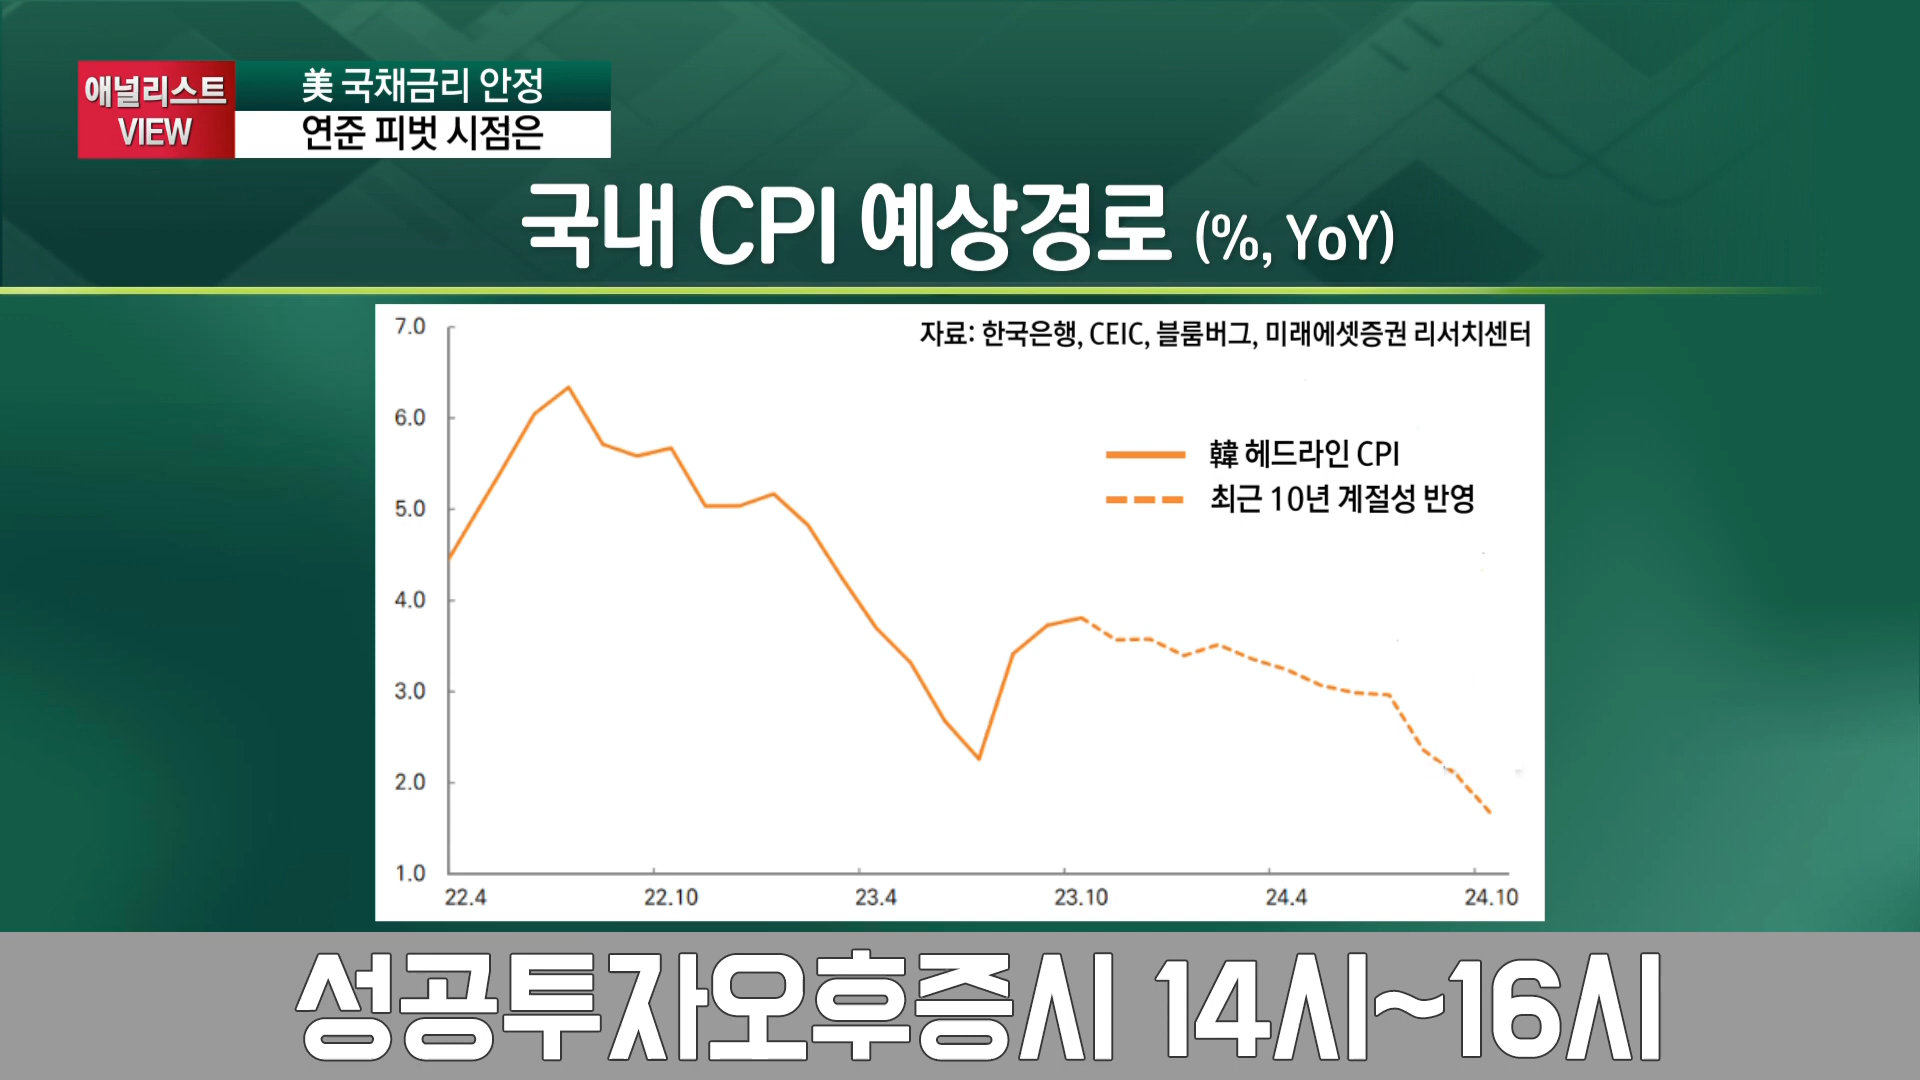 애널리스트
VIEW
美 국채금리 안정
연준 피벗 시점은
국내 CPI 예상경로 (%, YoY)
자료: 한국은행, CEIC, 블룸버그, 미래에셋증권 리서치센터
韓 헤드라인 CPI
최근 10년 계절성 반영
7.0
6.0
5.0
4.0
3.0
2.0
1.0
22.4 22.10 23.4 23.10 24.4 24.10
성공투자오후증시 14시~16시